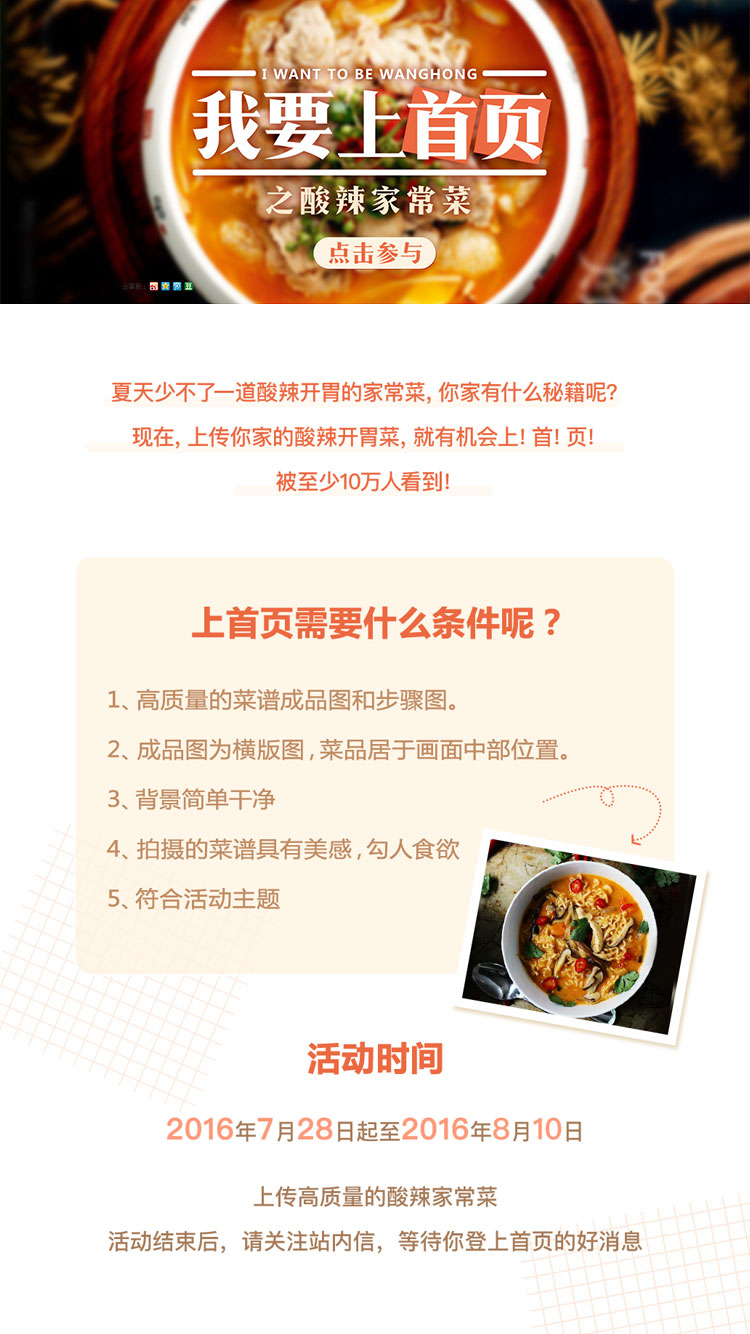 I WANT TO BE WANGHONG
我要上首页
之酸辣家常菜
点击参与
分享到：
夏天少不了一道酸辣开胃的家常菜, 你家有什么秘籍呢?
现在, 上传你家的酸辣开胃菜, 就有机会上! 首! 页!
被至少10万人看到!
上首页需要什么条件呢？
1、高质量的菜谱成品图和步骤图。
2、成品图为横版图，菜品居于画面中部位置。
3、背景简单干净
4、拍摄的菜谱具有美感，勾人食欲
5、符合活动主题
活动时间
2016年7月28日起至2016年8月10日
上传高质量的酸辣家常菜
活动结束后，请关注站内信，等待你登上首页的好消息